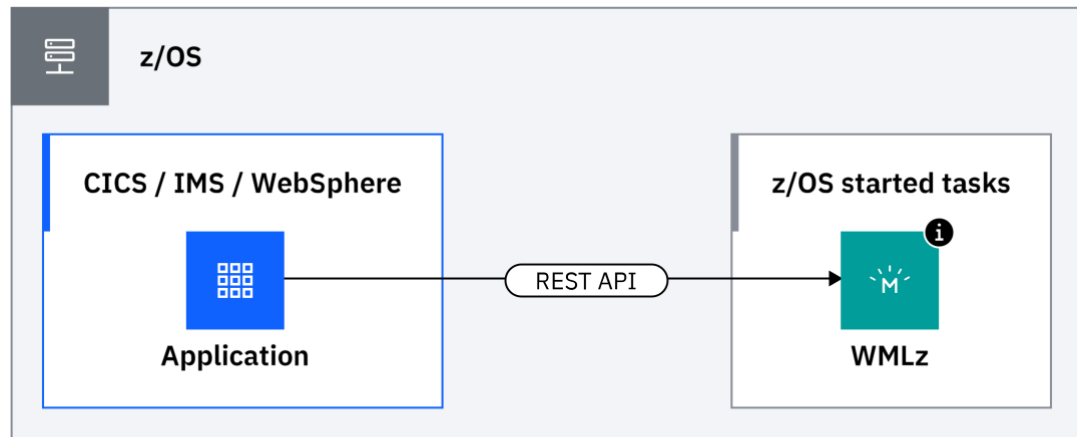 z/OS
CICS / IMS / WebSphere
z/OS started tasks
i
REST API
M
Application
WMLz